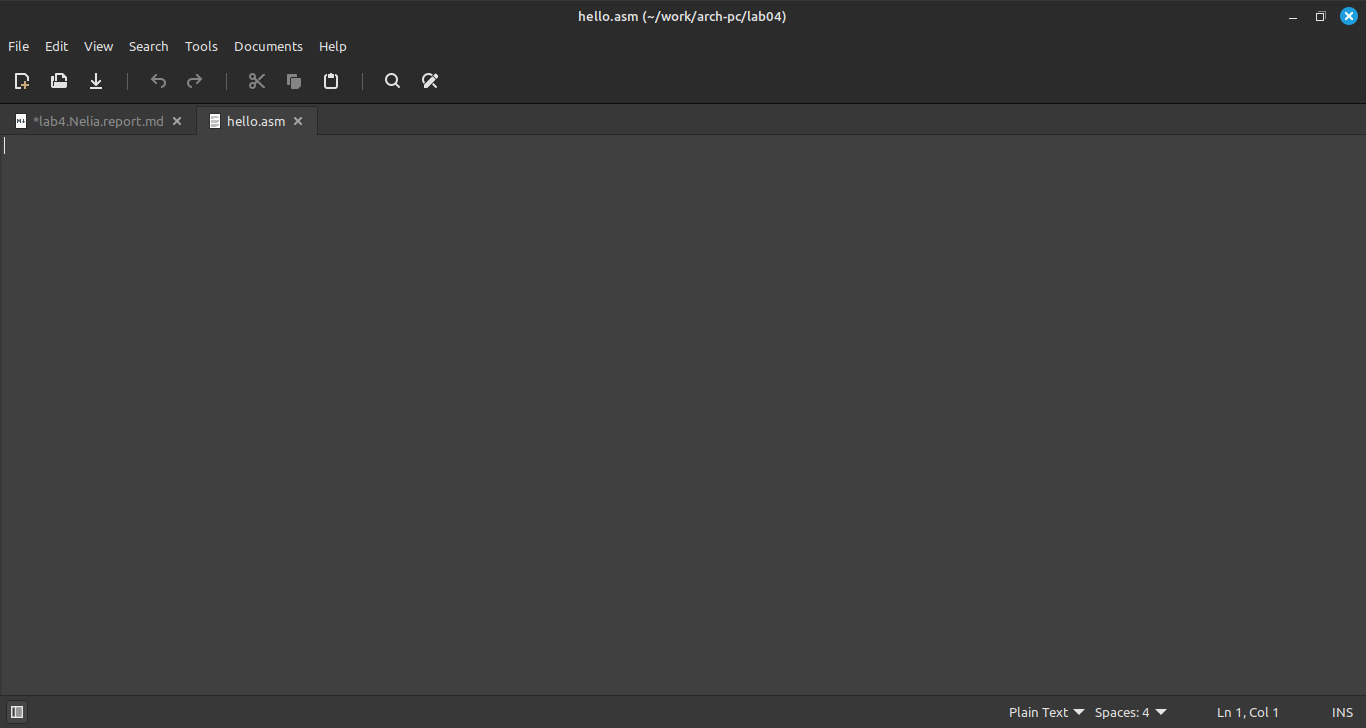 hello.asm (~/work/arch-pc/lab04)
File Edit View Search Tools Documents Help
*lab4.Nelia.report.md hello.asm
Plain Text Spaces: 4 Ln 1, Col 1 INS